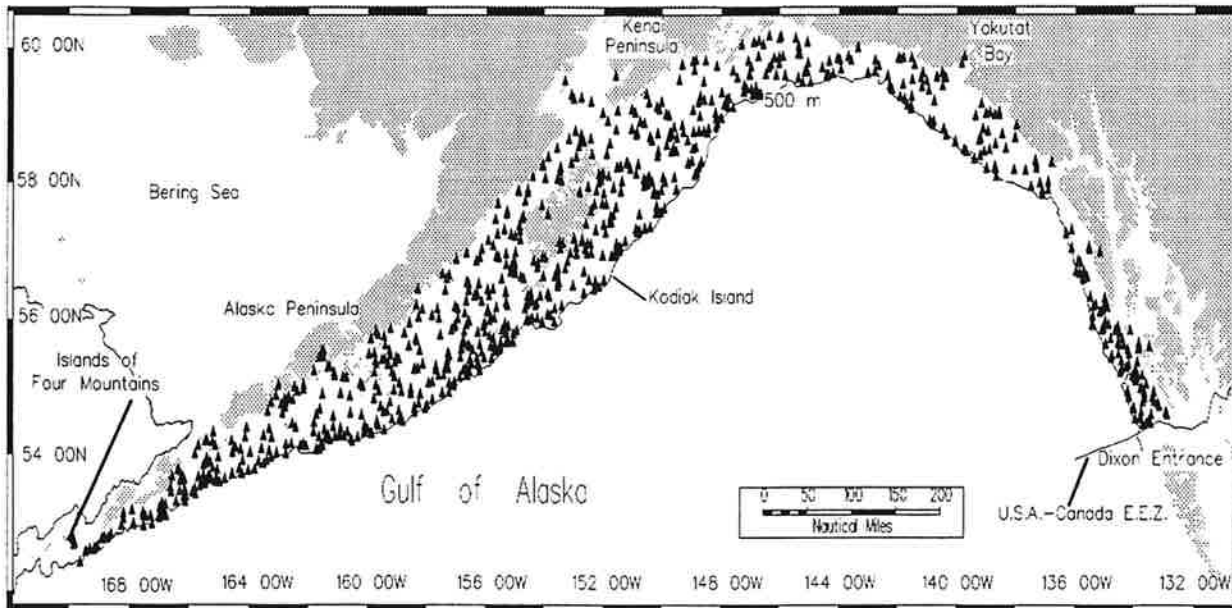 60 00N
Kenai
Peninsula
Yakutat
Bay
500 m
58 00N
Bering Sea
Kodiak Island
Alaska Peninsula
56 00N
Islands of
Four Mountains
54 00N
Gulf of Alaska
Dixon Entrance
0 50 100 150 200
Nautical Miles
U.S.A.-Canada E.E.Z.
168 00W 164 00W 160 00W 156 00W 152 00W 148 00W 144 00W 140 00W 136 00W 132 00W